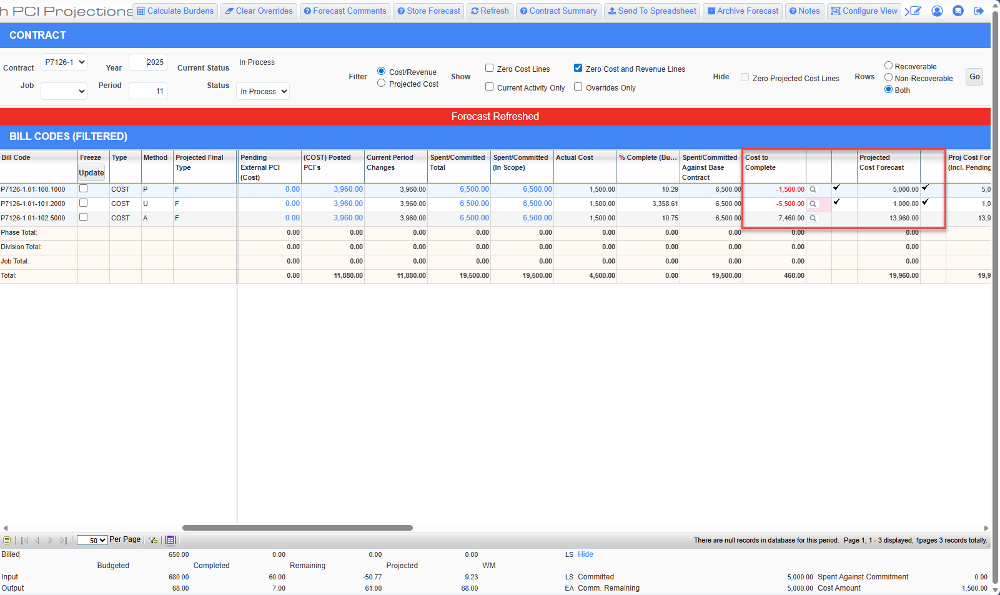 h PCI Projections
Calculate Burdens Clear Overrides Forecast Comments Store Forecast Refresh Contract Summary Send To Spreadsheet Archive Forecast Notes Configure View
CONTRACT
Contract P7126-1 Year 2025 Current Status In Process
Job Period 11 Status In Process
Filter Cost/Revenue Projected Cost
Show Zero Cost Lines Zero Cost and Revenue Lines
Current Activity Only Overrides Only
Hide Zero Projected Cost Lines Rows Recoverable Non-Recoverable Both Go
Forecast Refreshed
BILL CODES (FILTERED)
Bill Code Freeze Update Type Method Projected Final Type Pending External PCI (Cost) (COST) Posted PCI`s Current Period Changes Spent/Committed Total Spent/Committed (In Scope) Actual Cost % Complete (Bu... Spent/Committed Against Base Contract Cost to Complete Projected Cost Forecast Proj Cost For (Incl. Pending
P7126-1.01-100.1000 COST P F 0.00 3,960.00 3,960.00 6,500.00 6,500.00 1,500.00 10.29 6,500.00 -1,500.00 5,000.00 5,0
P7126-1.01-101.2000 COST U F 0.00 3,960.00 3,960.00 6,500.00 6,500.00 1,500.00 3,358.61 6,500.00 -5,500.00 1,000.00 1,0
P7126-1.01-102.5000 COST A F 0.00 3,960.00 3,960.00 6,500.00 6,500.00 1,500.00 10.75 6,500.00 7,460.00 13,960.00 13,9
Phase Total: 0.00 0.00 0.00 0.00 0.00 0.00 0.00 0.00 0.00 0.00
Division Total: 0.00 0.00 0.00 0.00 0.00 0.00 0.00 0.00 0.00 0.00
Job Total: 0.00 0.00 0.00 0.00 0.00 0.00 0.00 0.00 0.00 0.00
Total: 0.00 11,880.00 11,880.00 19,500.00 19,500.00 4,500.00 0.00 19,500.00 460.00 19,960.00 19,9
50 Per Page There are null records in database for this period. Page 1, 1 - 3 displayed, 1pages 3 records totally.
Billed 650.00 0.00 0.00 0.00 LS Hide
Budgeted Completed Remaining Projected WM
Input 680.00 60.00 -50.77 9.23 LS Committed 5,000.00 Spent Against Commitment 0.00
Output 68.00 7.00 61.00 68.00 EA Comm. Remaining 5,000.00 Cost Amount 1,500.00